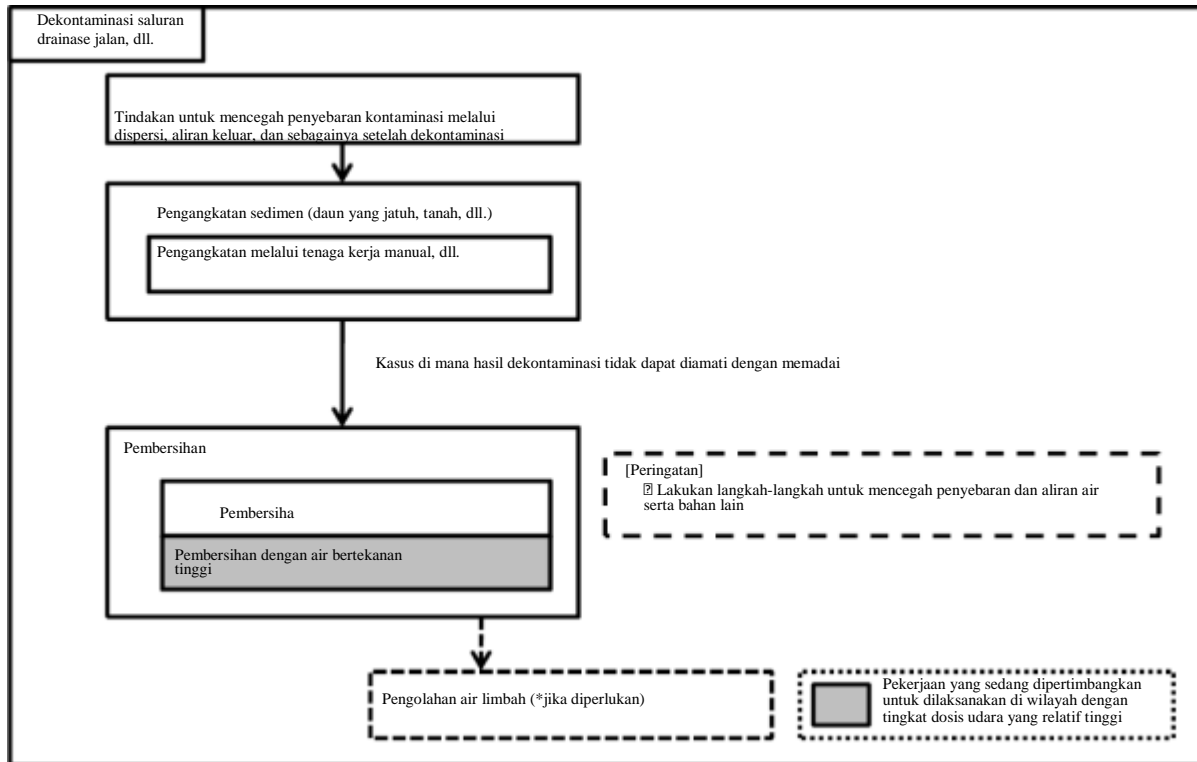 Dekontaminasi saluran
drainase jalan, dll.
Tindakan untuk mencegah penyebaran kontaminasi melalui
dispersi, aliran keluar, dan sebagainya setelah dekontaminasi
Pengangkatan sedimen (daun yang jatuh, tanah, dll.)
Pengangkatan melalui tenaga kerja manual, dll.
Kasus di mana hasil dekontaminasi tidak dapat diamati dengan memadai
Pembersihan
[Peringatan]
⍰ Lakukan langkah-langkah untuk mencegah penyebaran dan aliran air
serta bahan lain
Pembersiha
Pembersihan dengan air bertekanan
tinggi
Pengolahan air limbah (*jika diperlukan)
Pekerjaan yang sedang dipertimbangkan
untuk dilaksanakan di wilayah dengan
tingkat dosis udara yang relatif tinggi